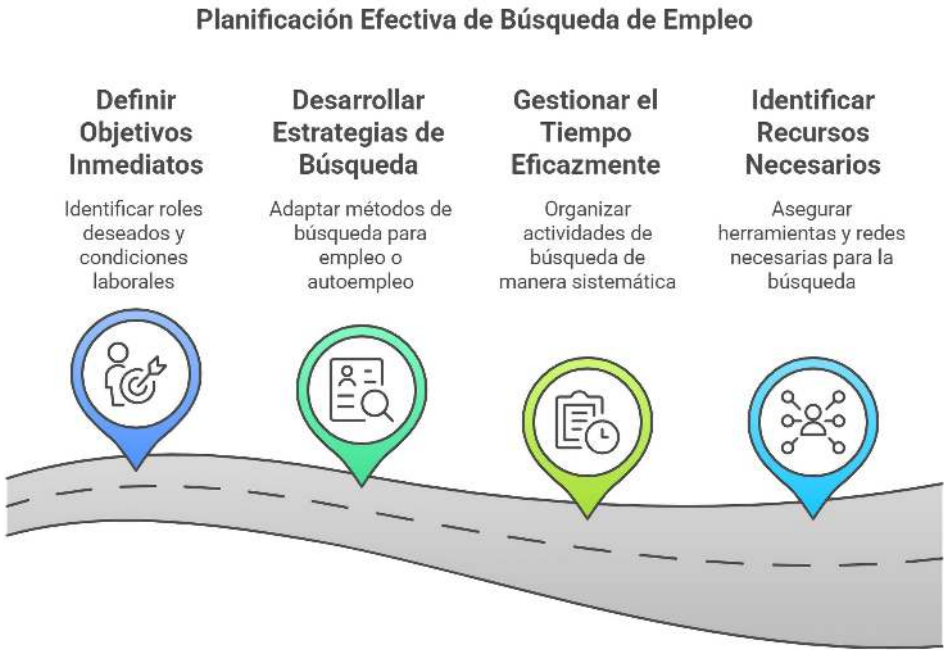 Planificación Efectiva de Búsqueda de Empleo
Definir
Objetivos
Inmediatos
Identificar roles
deseados y
condiciones
laborales
Desarrollar
Estrategias de
Búsqueda
Adaptar métodos de
búsqueda para
empleo o
autoempleo
Gestionar el
Tiempo
Eficazmente
Organizar
actividades de
búsqueda de
manera sistemática
Identificar
Recursos
Necesarios
Asegurar
herramientas y redes
necesarias para la
búsqueda